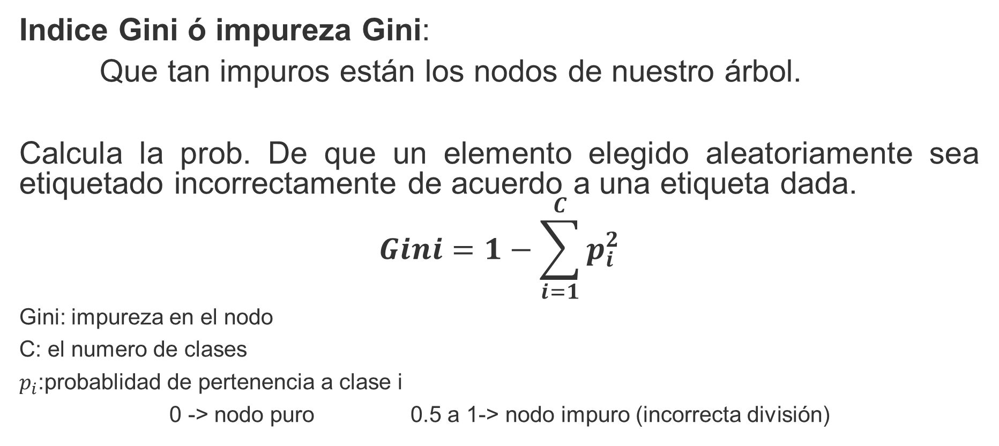 Indice Gini ó impureza Gini:
Que tan impuros están los nodos de nuestro árbol.
Calcula la prob. De que un elemento elegido aleatoriamente sea
etiquetado incorrectamente de acuerdo a una etiqueta dada.
Gini = 1 − ∑_{i=1}^{C} p_i^2
Gini: impureza en el nodo
C: el numero de clases
p_i:probablidad de pertenencia a clase i
0 -> nodo puro 0.5 a 1-> nodo impuro (incorrecta división)